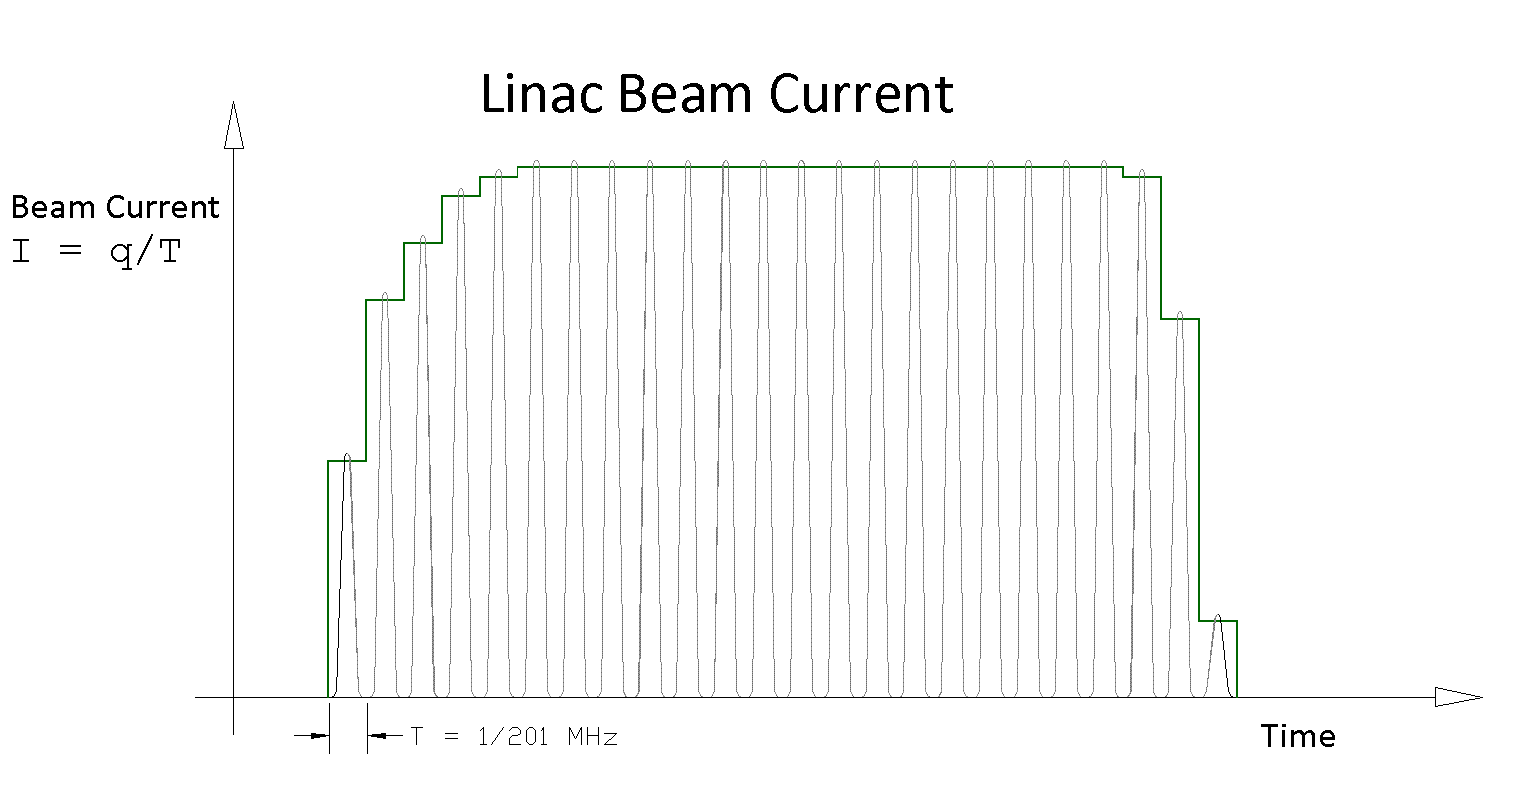 Linac Beam Current
Beam Current
I = q/T
T = 1/201 MHz
Time